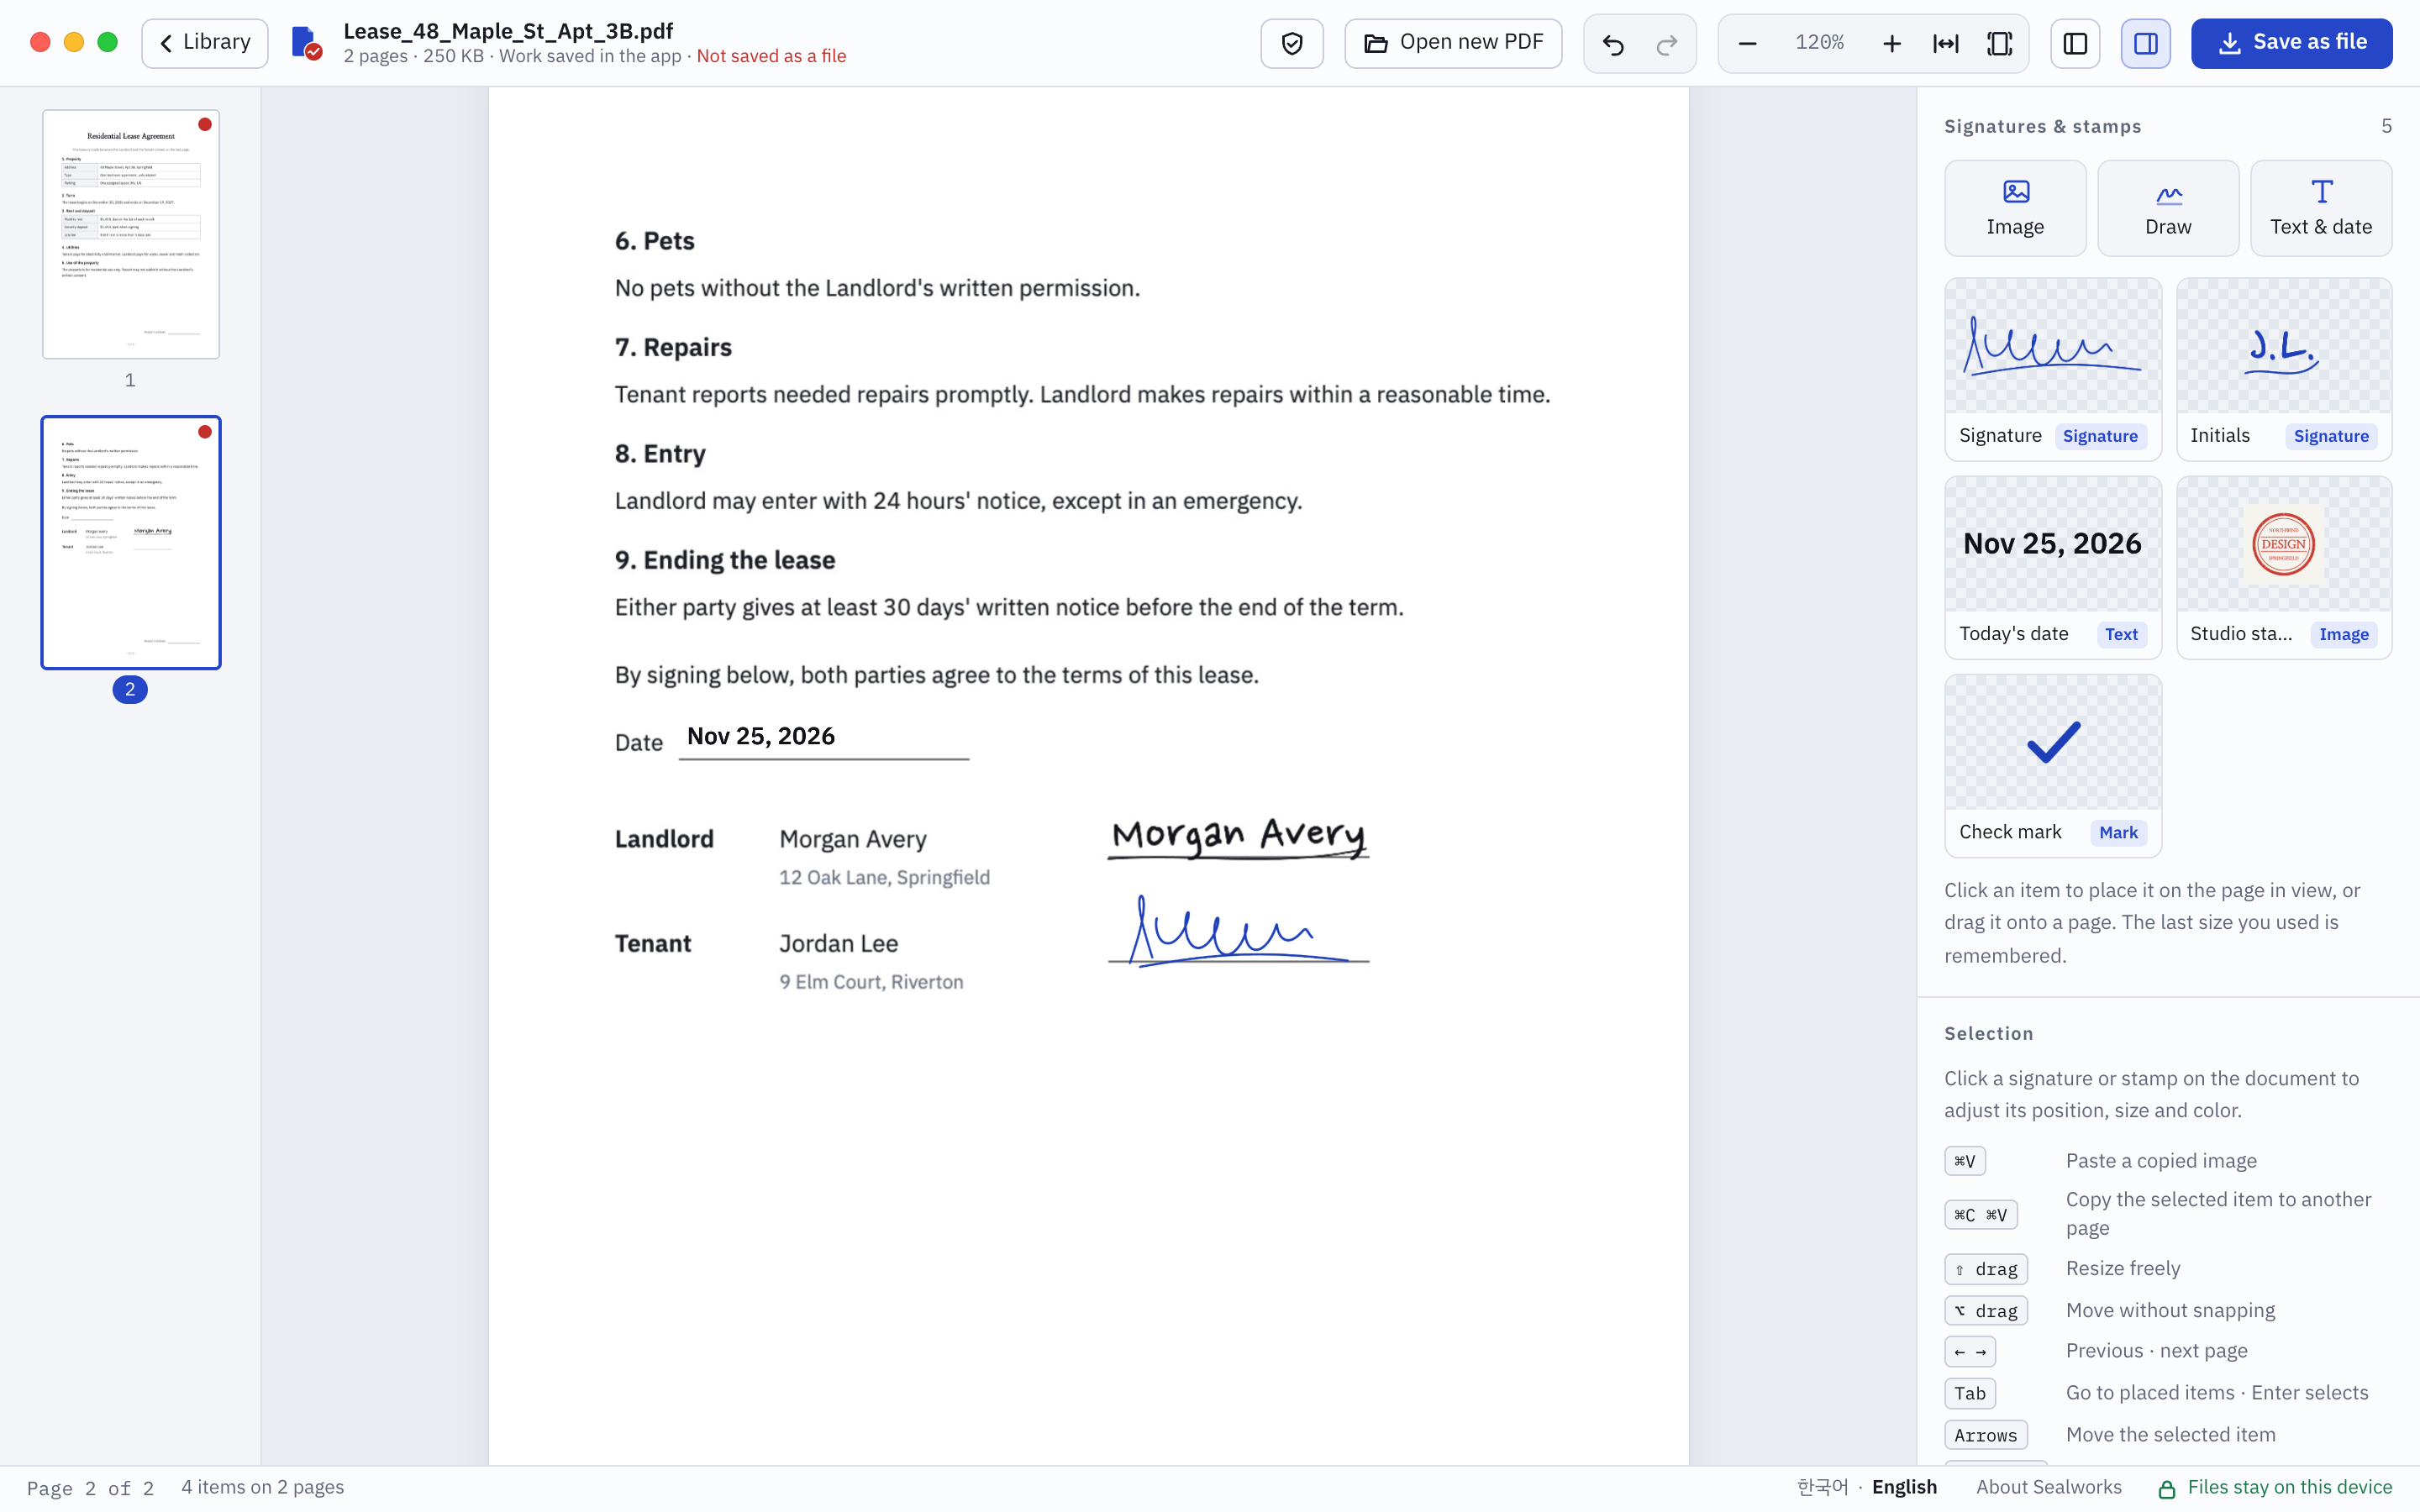 Library
Lease_48_Maple_St_Apt_3B.pdf
2 pages · 250 KB · Work saved in the app · Not saved as a file
Open new PDF
120%
Save as file
Residential Lease Agreement
1
2
6. Pets
No pets without the Landlord's written permission.
7. Repairs
Tenant reports needed repairs promptly. Landlord makes repairs within a reasonable time.
8. Entry
Landlord may enter with 24 hours' notice, except in an emergency.
9. Ending the lease
Either party gives at least 30 days' written notice before the end of the term.
By signing below, both parties agree to the terms of this lease.
Date Nov 25, 2026
Landlord Morgan Avery Morgan Avery
12 Oak Lane, Springfield
Tenant Jordan Lee
9 Elm Court, Riverton
Signatures & stamps 5
Image Draw Text & date
J.L.
Signature Signature Initials Signature
Nov 25, 2026
NORTHWIND
DESIGN
SPRINGFIELD
Today's date Text Studio sta... Image
Check mark Mark
Click an item to place it on the page in view, or
drag it onto a page. The last size you used is
remembered.
Selection
Click a signature or stamp on the document to
adjust its position, size and color.
⌘V Paste a copied image
⌘C ⌘V Copy the selected item to another
page
⇧ drag Resize freely
⌥ drag Move without snapping
← → Previous · next page
Tab Go to placed items · Enter selects
Arrows Move the selected item
Page 2 of 2 4 items on 2 pages
한국어 · English About Sealworks Files stay on this device